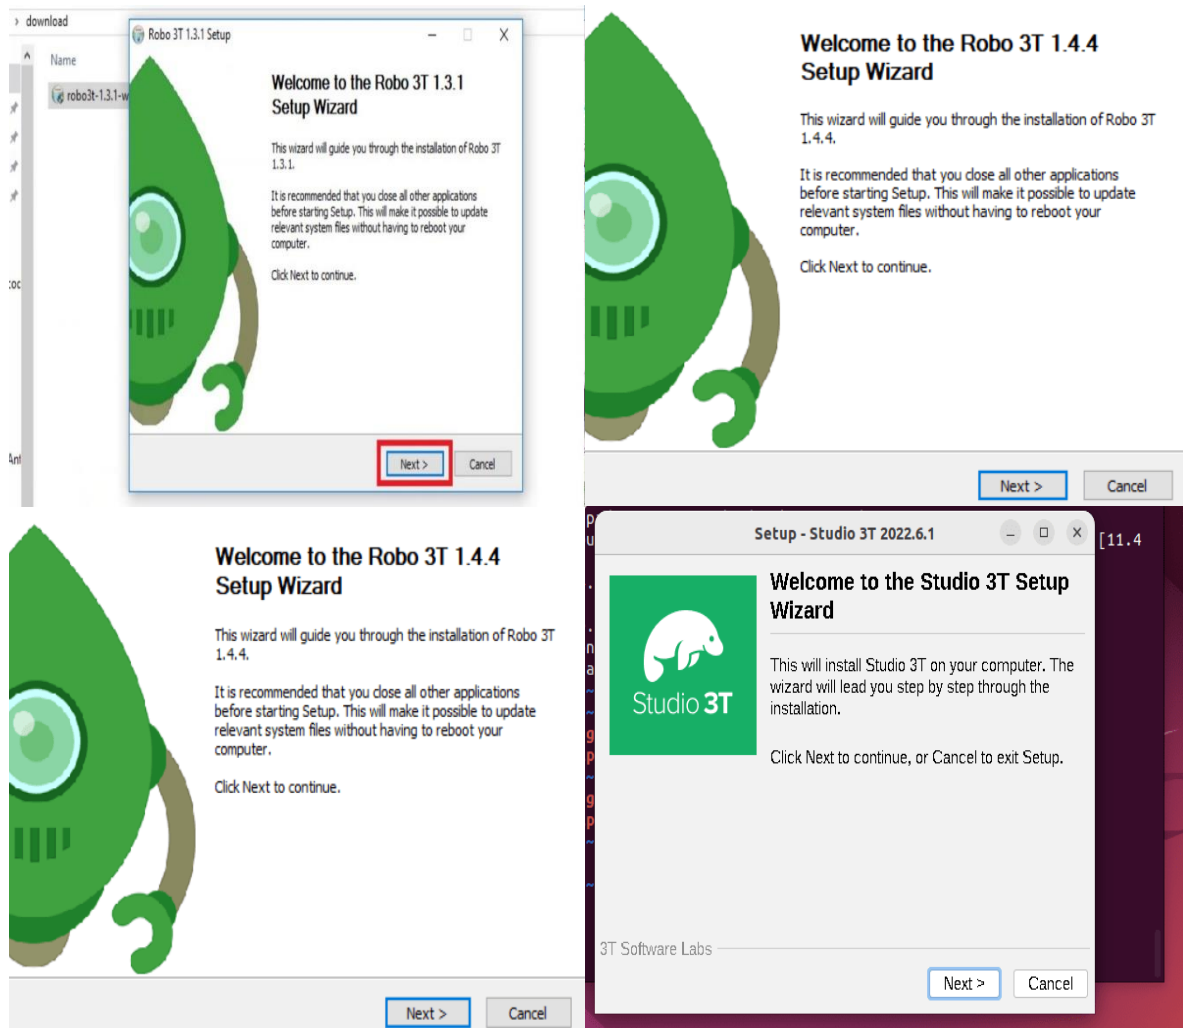 download
Name
robo3t-1.3.1-w
Robo 3T 1.3.1 Setup
Welcome to the Robo 3T 1.3.1
Setup Wizard
This wizard will guide you through the installation of Robo 3T
1.3.1.
It is recommended that you close all other applications
before starting Setup. This will make it possible to update
relevant system files without having to reboot your
computer.
Click Next to continue.
Next >
Cancel
Welcome to the Robo 3T 1.4.4
Setup Wizard
This wizard will guide you through the installation of Robo 3T
1.4.4.
It is recommended that you close all other applications
before starting Setup. This will make it possible to update
relevant system files without having to reboot your
computer.
Click Next to continue.
Next >
Cancel
Welcome to the Robo 3T 1.4.4
Setup Wizard
This wizard will guide you through the installation of Robo 3T
1.4.4.
It is recommended that you close all other applications
before starting Setup. This will make it possible to update
relevant system files without having to reboot your
computer.
Click Next to continue.
Next >
Cancel
Setup - Studio 3T 2022.6.1
[11.4
Studio 3T
Welcome to the Studio 3T Setup
Wizard
This will install Studio 3T on your computer. The
wizard will lead you step by step through the
installation.
Click Next to continue, or Cancel to exit Setup.
3T Software Labs
Next >
Cancel